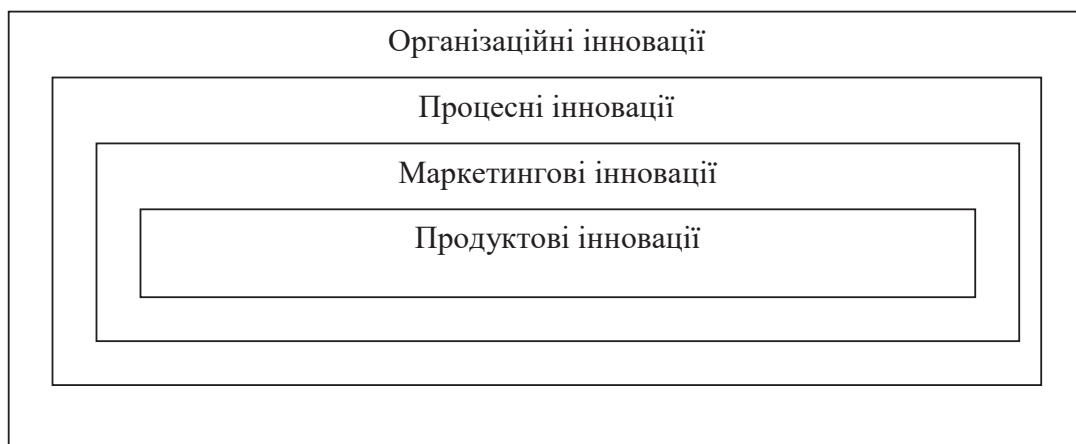 Організаційні інновації
Процесні інновації
Маркетингові інновації
Продуктові інновації